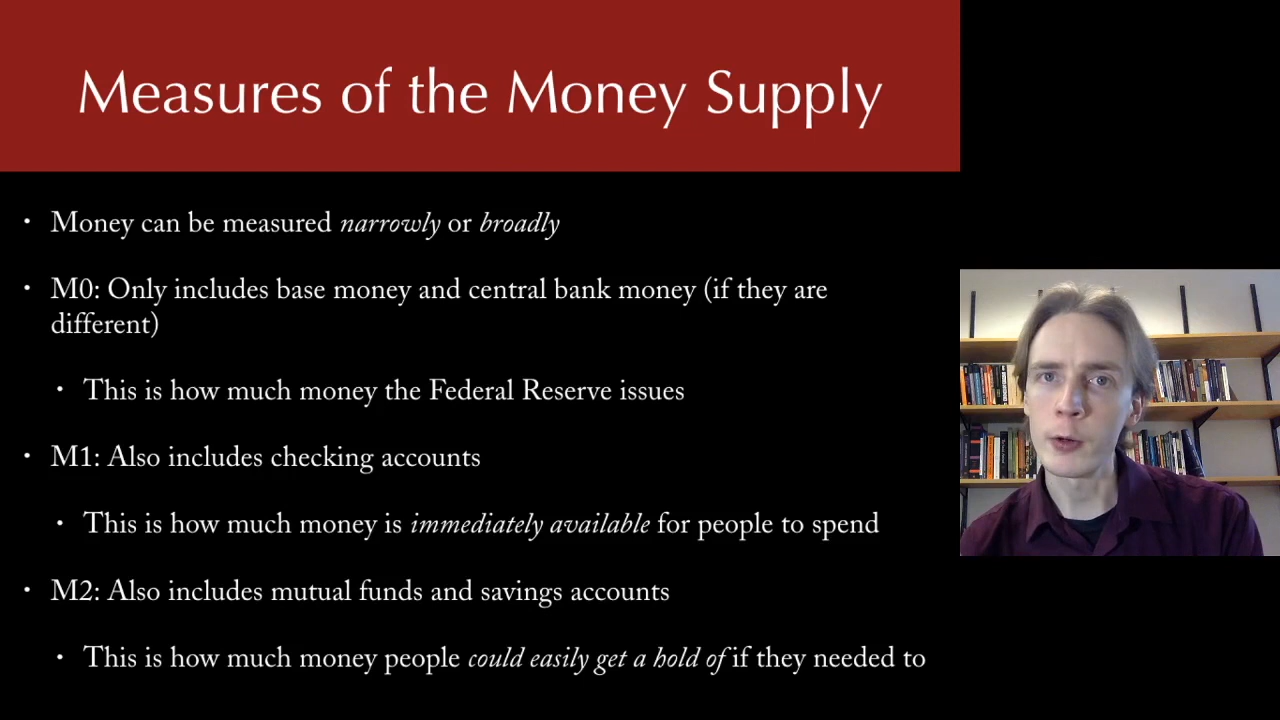 Measures of the Money Supply
• Money can be measured narrowly or broadly
• M0: Only includes base money and central bank money (if they are
different)
• This is how much money the Federal Reserve issues
• M1: Also includes checking accounts
• This is how much money is immediately available for people to spend
• M2: Also includes mutual funds and savings accounts
• This is how much money people could easily get a hold of if they needed to